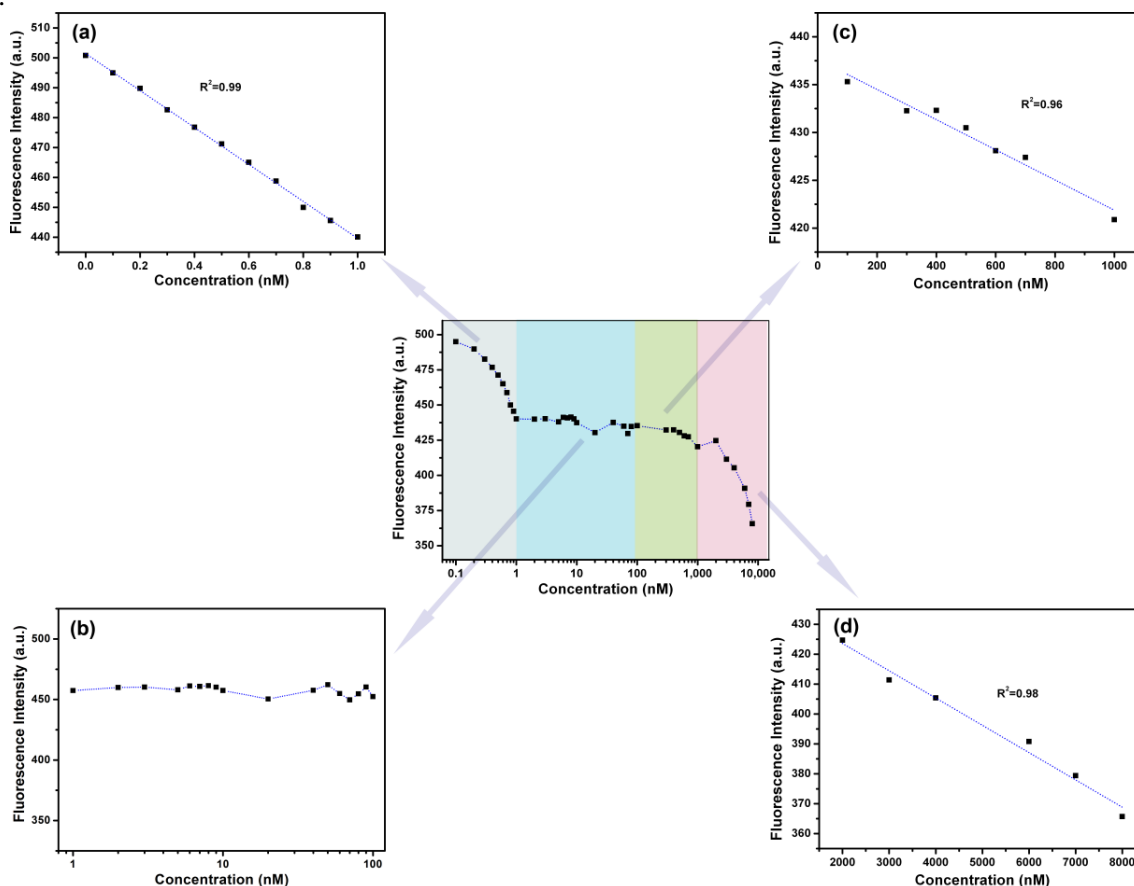 (a)
Fluorescence Intensity (a.u.)
510
500
490
480
470
460
450
440
R²=0.99
0.0 0.2 0.4 0.6 0.8 1.0
Concentration (nM)
(c)
Fluorescence Intensity (a.u.)
440
435
430
425
420
R²=0.96
0 200 400 600 800 1000
Concentration (nM)
Fluorescence Intensity (a.u.)
500
475
450
425
400
375
350
0.1 1 10 100 1,000 10,000
Concentration (nM)
(b)
Fluorescence Intensity (a.u.)
500
450
400
350
1 10 100
Concentration (nM)
(d)
Fluorescence Intensity (a.u.)
430
420
410
400
390
380
370
360
R²=0.98
2000 3000 4000 5000 6000 7000 8000
Concentration (nM)